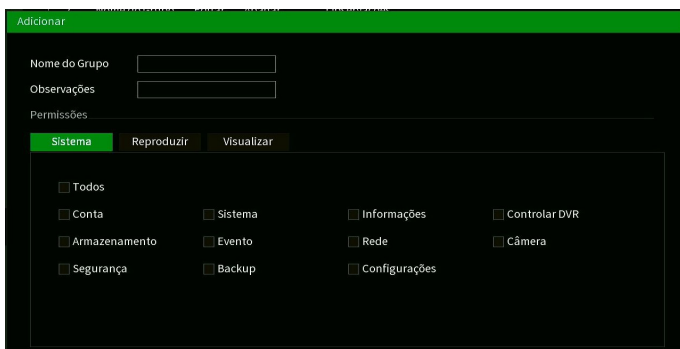 Adicionar
Nome do Grupo
Observações
Permissões
Sistema Reproduzir Visualizar
Todos
Conta Sistema Informações Controlar DVR
Armazenamento Evento Rede Câmera
Segurança Backup Configurações